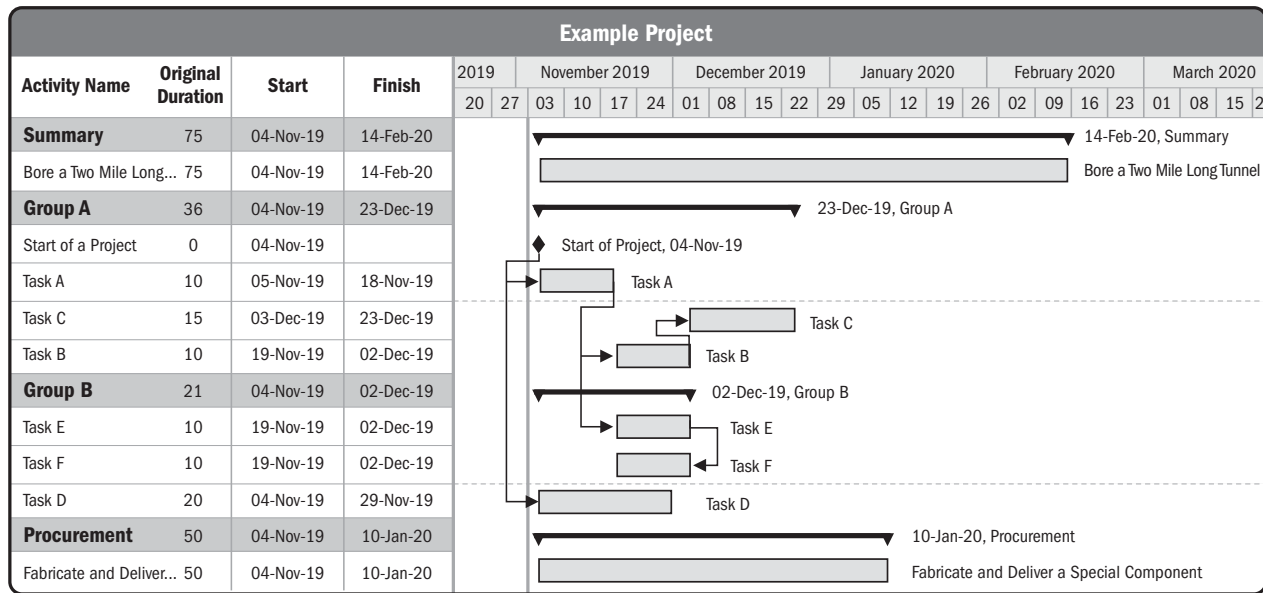 Example Project
Activity Name Original Duration Start Finish 2019 November 2019 December 2019 January 2020 February 2020 March 2020
20 27 03 10 17 24 01 08 15 22 29 05 12 19 26 02 09 16 23 01 08 15
Summary 75 04-Nov-19 14-Feb-20 14-Feb-20, Summary
Bore a Two Mile Long... 75 04-Nov-19 14-Feb-20 Bore a Two Mile Long Tunnel
Group A 36 04-Nov-19 23-Dec-19 23-Dec-19, Group A
Start of a Project 0 04-Nov-19 Start of Project, 04-Nov-19
Task A 10 05-Nov-19 18-Nov-19 Task A
Task C 15 03-Dec-19 23-Dec-19 Task C
Task B 10 19-Nov-19 02-Dec-19 Task B
Group B 21 04-Nov-19 02-Dec-19 02-Dec-19, Group B
Task E 10 19-Nov-19 02-Dec-19 Task E
Task F 10 19-Nov-19 02-Dec-19 Task F
Task D 20 04-Nov-19 29-Nov-19 Task D
Procurement 50 04-Nov-19 10-Jan-20 10-Jan-20, Procurement
Fabricate and Deliver... 50 04-Nov-19 10-Jan-20 Fabricate and Deliver a Special Component